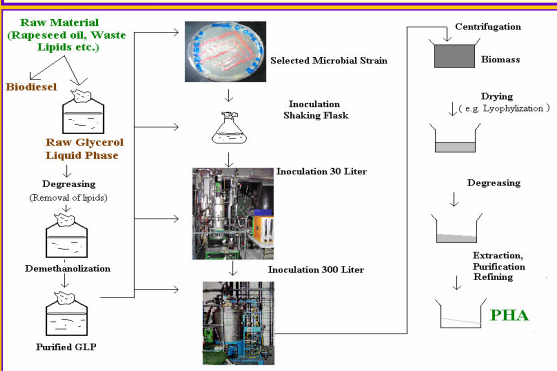 Raw Material
(Rapeseed oil, Waste
Lipids etc.)
Biodiesel
Raw Glycerol
Liquid Phase
Degreasing
(Removal of lipids)
Demethanolization
Purified GLP
Selected Microbial Strain
Inoculation
Shaking Flask
Inoculation 30 Liter
Inoculation 300 Liter
Centrifugation
Biomass
Drying
( e.g. Lyophylization )
Degreasing
Extraction,
Purification
Refining
PHA